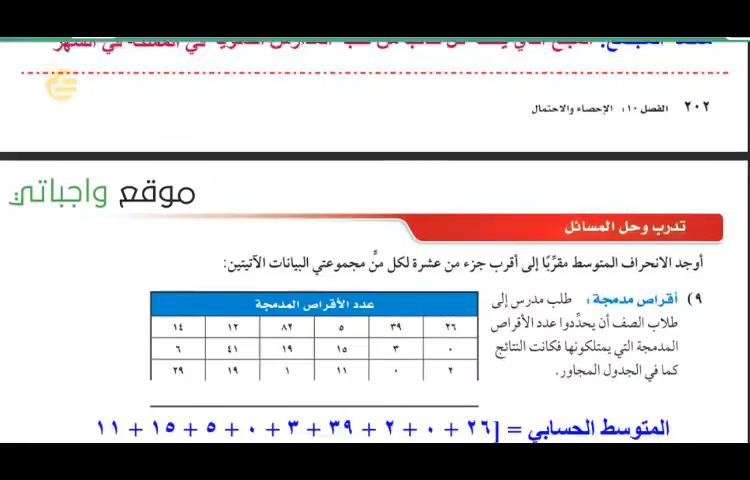 ٢٠٢ الفصل ١٠: الإحصاء والاحتمال
موقع واجباتي
تدرب وحل المسائل
أوجد الانحراف المتوسط مقرِّبًا إلى أقرب جزء من عشرة لكل منِّ مجموعتي البيانات الآتيتين:
٩) أقراص مدمجة: طلب مدرس إلى
طلاب الصف أن يحدِّدوا عدد الأقراص
المدمجة التي يمتلكونها فكانت النتائج
كما في الجدول المجاور.
عدد الأقراص المدمجة
٢٦ ٣٩ ٥ ٨٢ ١٢ ١٤
٠ ٣ ١٥ ١٩ ٤١ ٦
٢ ٠ ١١ ١ ١٩ ٢٩
المتوسط الحسابي = [٢٦ + ٠ + ٢ + ٣٩ + ٣ + ٠ + ٥ + ١٥ + ١١